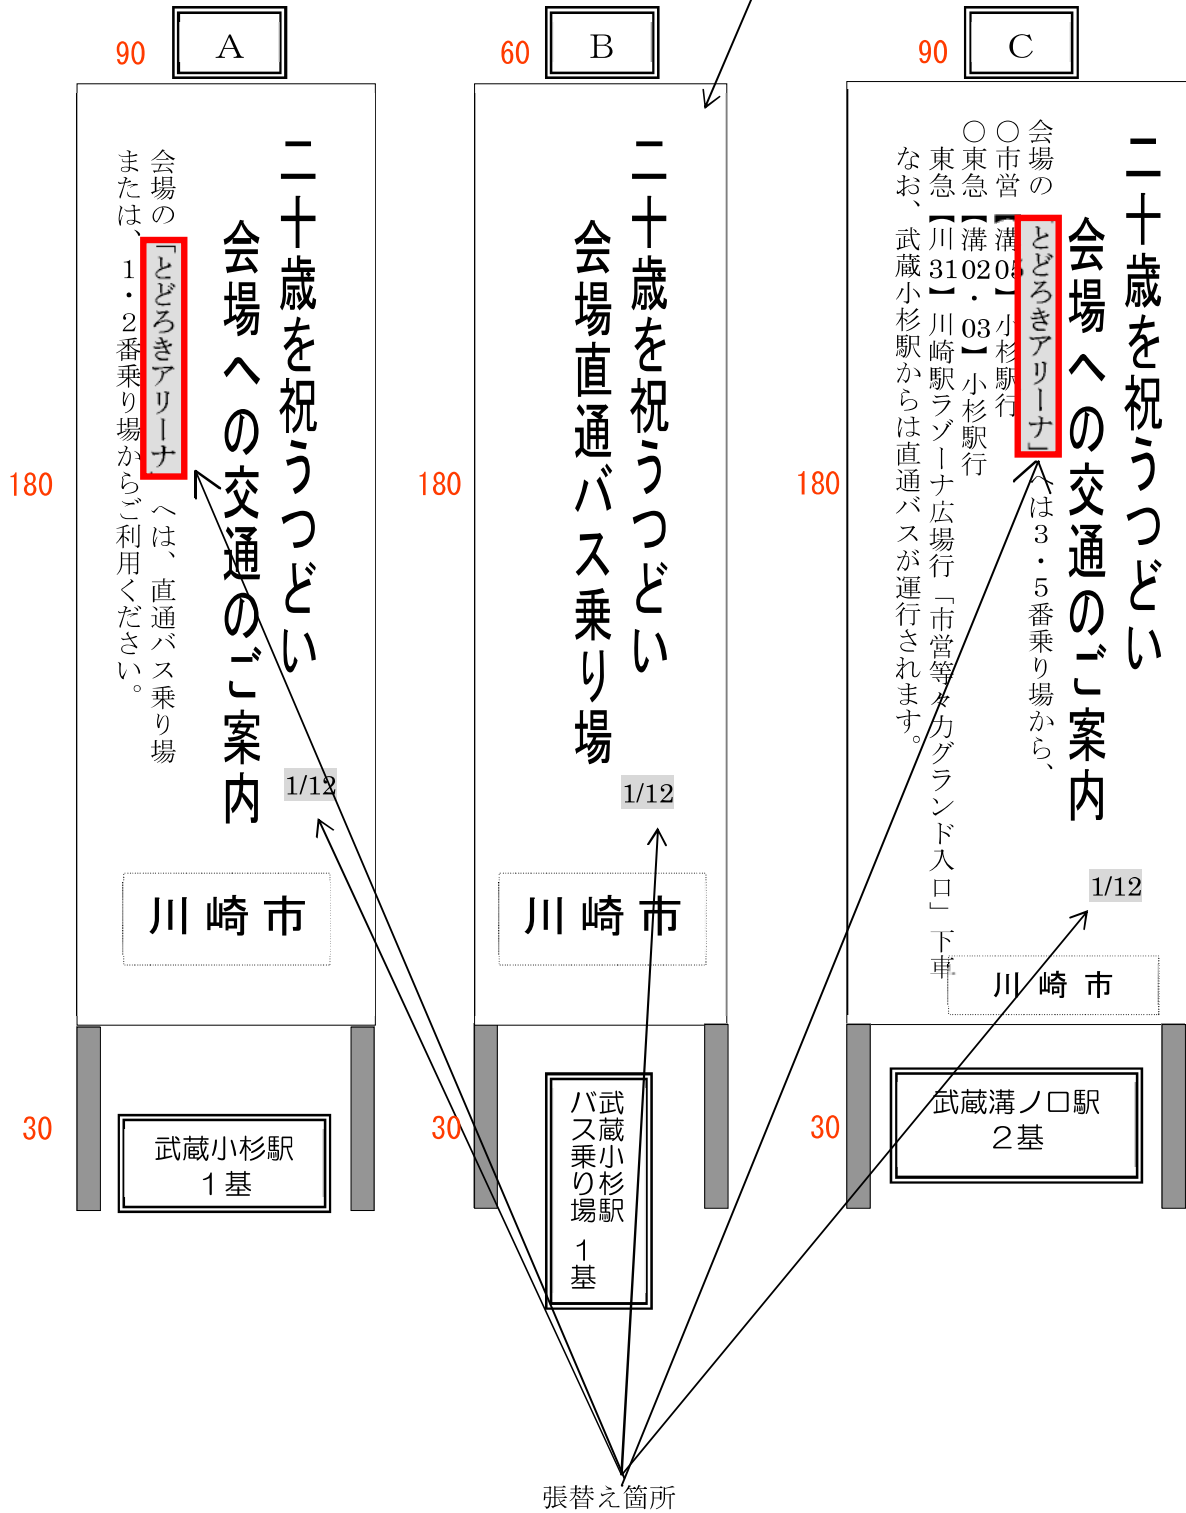 90
A
二十歳を祝うつどい
会場への交通のご案内
会場の「とどろきアリーナ」へは、直通バス乗り場
または、1・2番乗り場からご利用ください。
1/12
川崎市
180
30
武蔵小杉駅
1基
60
B
二十歳を祝うつどい
会場直通バス乗り場
1/12
川崎市
180
30
武蔵小杉駅
バス乗り場 1基
90
C
二十歳を祝うつどい
会場への交通のご案内
会場の「とどろきアリーナ」へは3・5番乗り場から、
○市営【溝05】小杉駅行
○東急【溝02・03】小杉駅行
東急【川31】川崎駅ラゾーナ広場行「市営等々力グランド入口」下車
なお、武蔵小杉駅からは直通バスが運行されます。
1/12
川崎市
180
30
武蔵溝ノ口駅
2基
張替え箇所